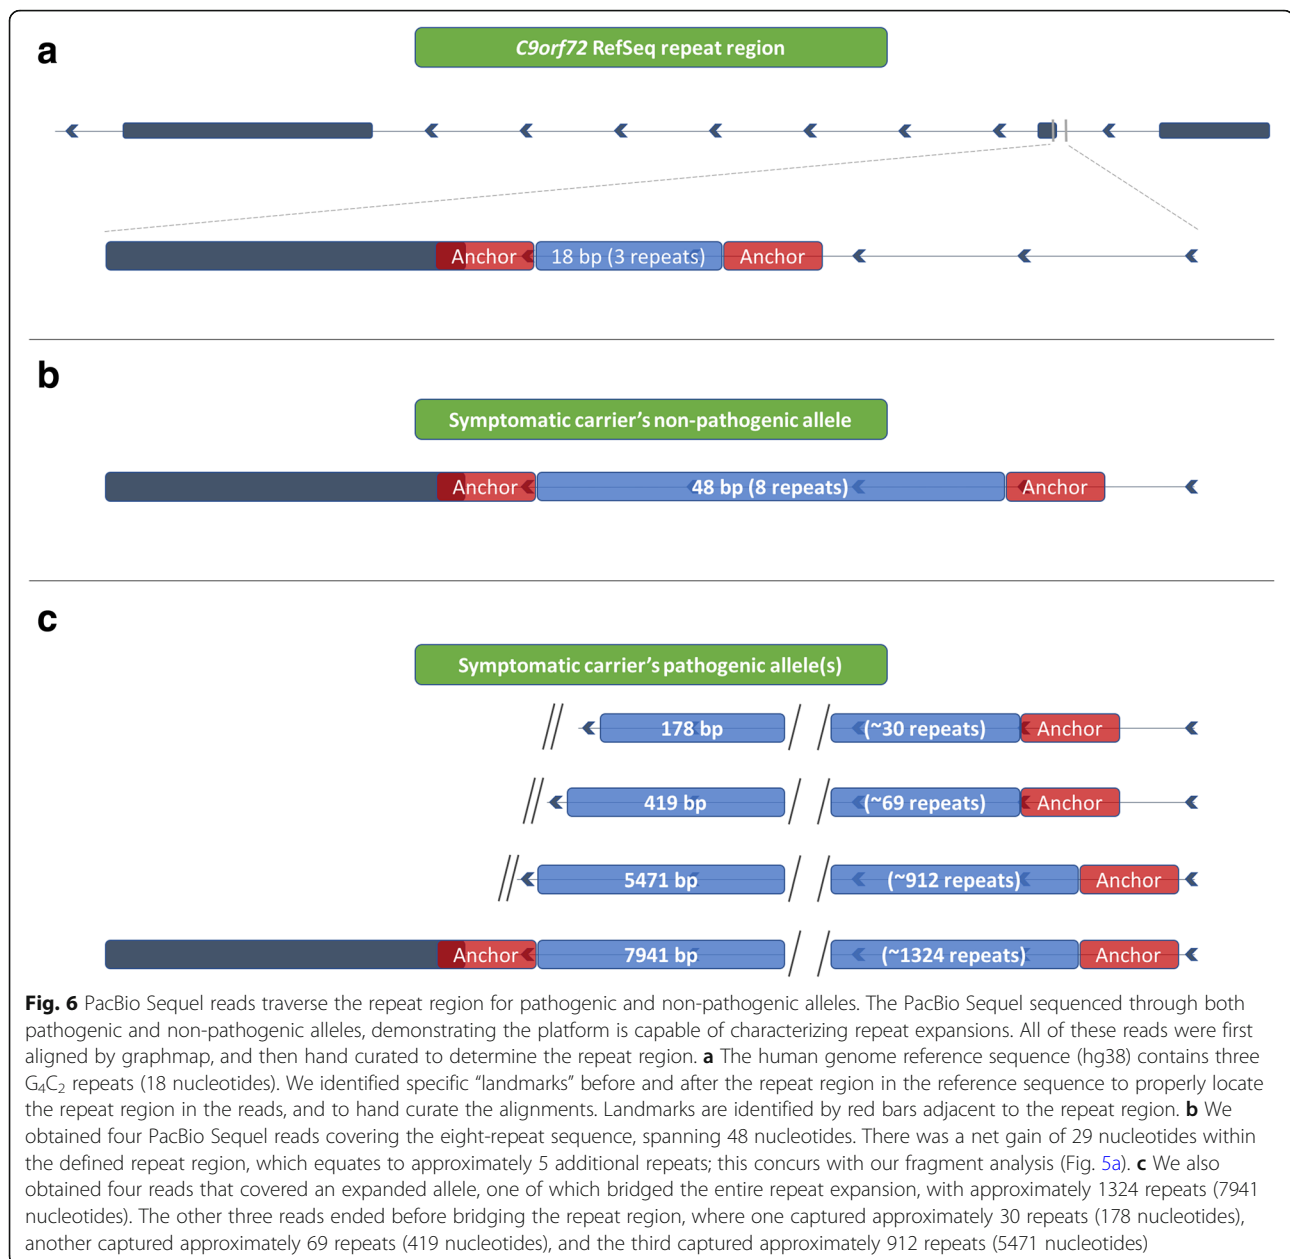 a
C9orf72 RefSeq repeat region
Anchor 18 bp (3 repeats) Anchor
b
Symptomatic carrier's non-pathogenic allele
Anchor 48 bp (8 repeats) Anchor
c
Symptomatic carrier's pathogenic allele(s)
178 bp (~30 repeats) Anchor
419 bp (~69 repeats) Anchor
5471 bp (~912 repeats) Anchor
Anchor 7941 bp (~1324 repeats) Anchor
Fig. 6 PacBio Sequel reads traverse the repeat region for pathogenic and non-pathogenic alleles. The PacBio Sequel sequenced through both
pathogenic and non-pathogenic alleles, demonstrating the platform is capable of characterizing repeat expansions. All of these reads were first
aligned by graphmap, and then hand curated to determine the repeat region. a The human genome reference sequence (hg38) contains three
G₄C₂ repeats (18 nucleotides). We identified specific “landmarks” before and after the repeat region in the reference sequence to properly locate
the repeat region in the reads, and to hand curate the alignments. Landmarks are identified by red bars adjacent to the repeat region. b We
obtained four PacBio Sequel reads covering the eight-repeat sequence, spanning 48 nucleotides. There was a net gain of 29 nucleotides within
the defined repeat region, which equates to approximately 5 additional repeats; this concurs with our fragment analysis (Fig. 5a). c We also
obtained four reads that covered an expanded allele, one of which bridged the entire repeat expansion, with approximately 1324 repeats (7941
nucleotides). The other three reads ended before bridging the repeat region, where one captured approximately 30 repeats (178 nucleotides),
another captured approximately 69 repeats (419 nucleotides), and the third captured approximately 912 repeats (5471 nucleotides)